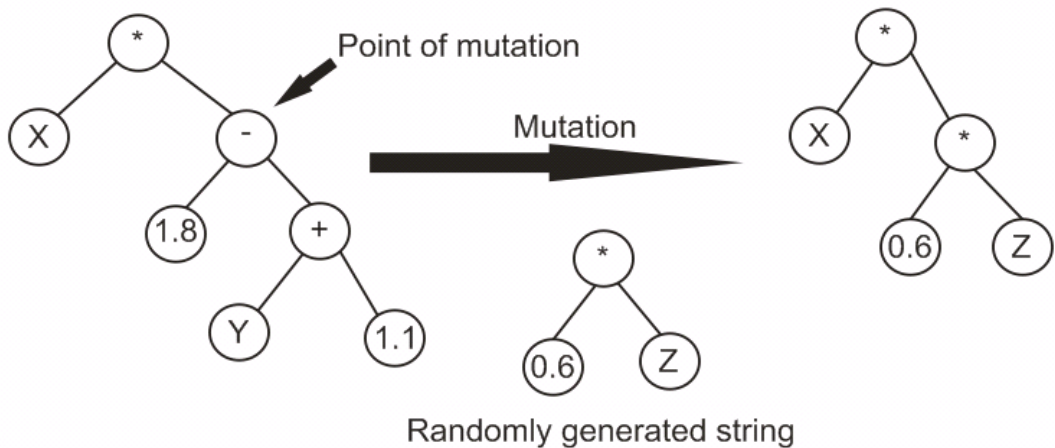 *
Point of mutation
X
-
1.8
+
Y
1.1
Mutation
*
0.6
Z
Randomly generated string
*
X
*
0.6
Z